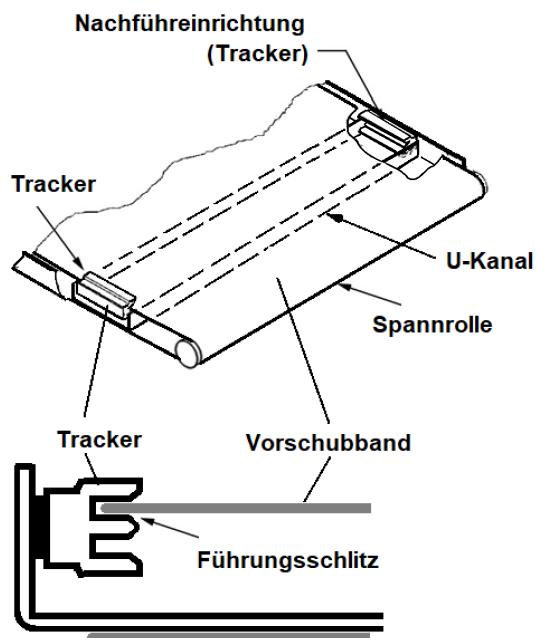 Nachführeinrichtung
(Tracker)
Tracker
U-Kanal
Spannrolle
Tracker
Vorschubband
Führungsschlitz